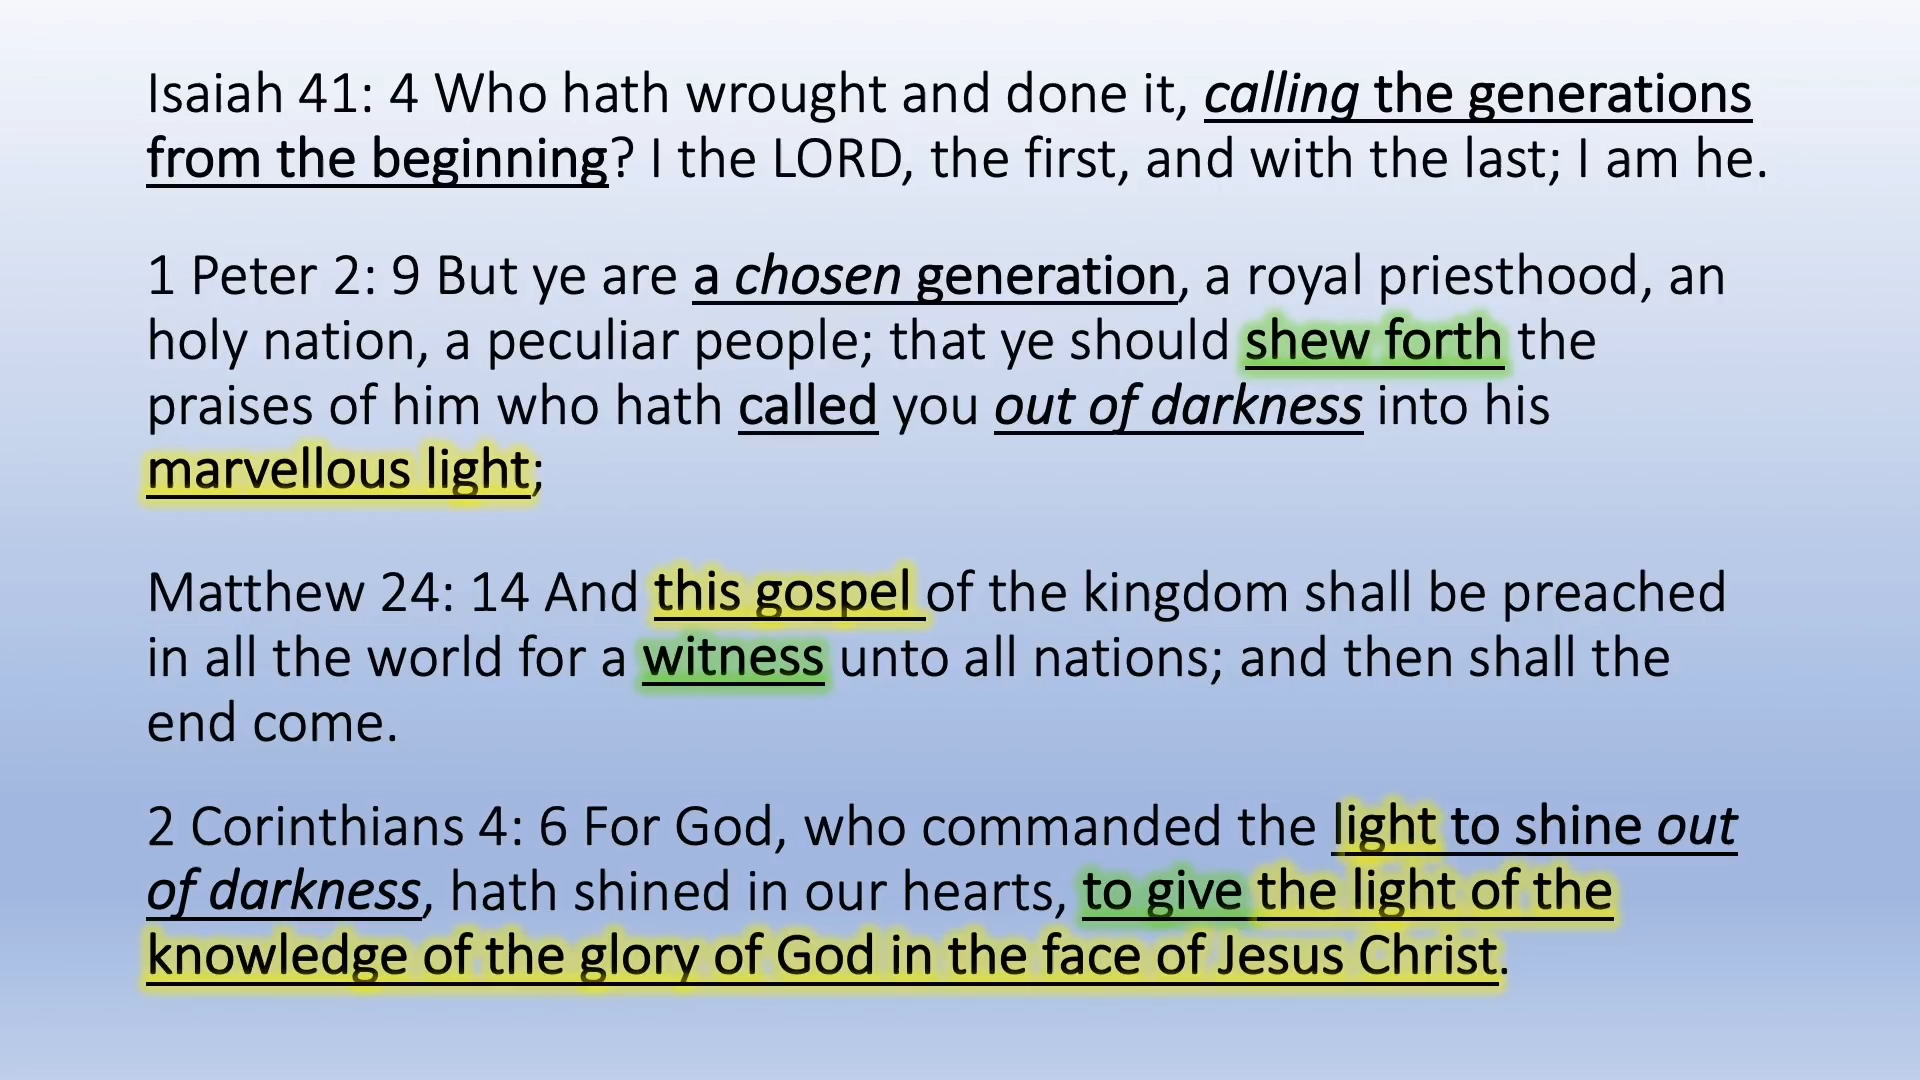 Isaiah 41: 4 Who hath wrought and done it, calling the generations
from the beginning? I the LORD, the first, and with the last; I am he.
1 Peter 2: 9 But ye are a chosen generation, a royal priesthood, an
holy nation, a peculiar people; that ye should shew forth the
praises of him who hath called you out of darkness into his
marvellous light;
Matthew 24: 14 And this gospel of the kingdom shall be preached
in all the world for a witness unto all nations; and then shall the
end come.
2 Corinthians 4: 6 For God, who commanded the light to shine out
of darkness, hath shined in our hearts, to give the light of the
knowledge of the glory of God in the face of Jesus Christ.